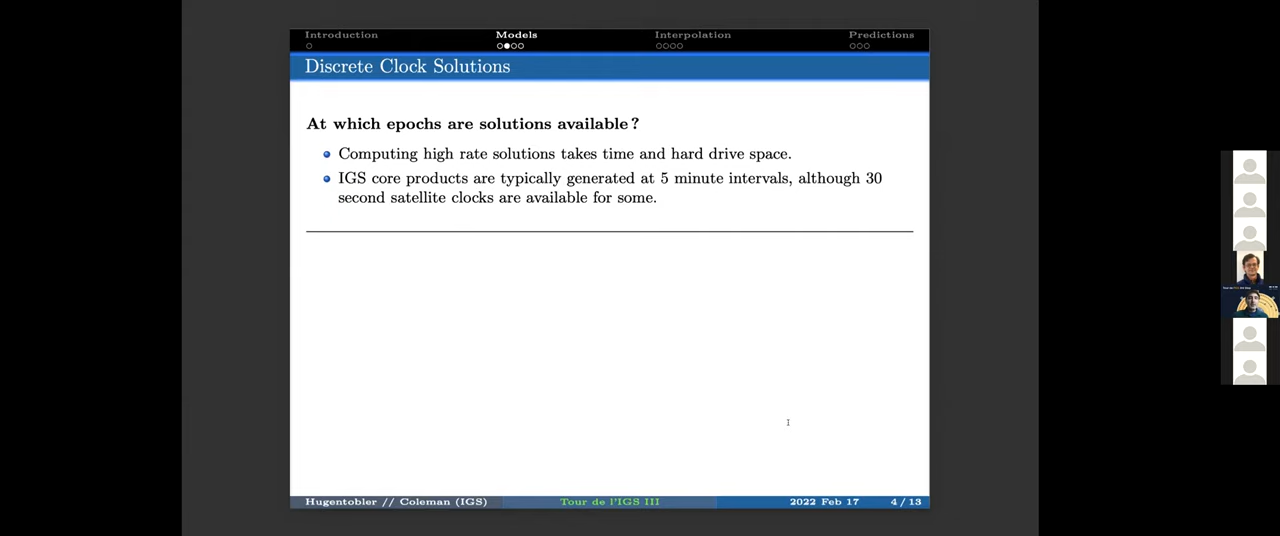 Introduction Models Interpolation Predictions
Discrete Clock Solutions
At which epochs are solutions available?
Computing high rate solutions takes time and hard drive space.
IGS core products are typically generated at 5 minute intervals, although 30
second satellite clocks are available for some.
Hugentobler // Coleman (IGS) Tour de l'IGS III 2022 Feb 17 4 / 13